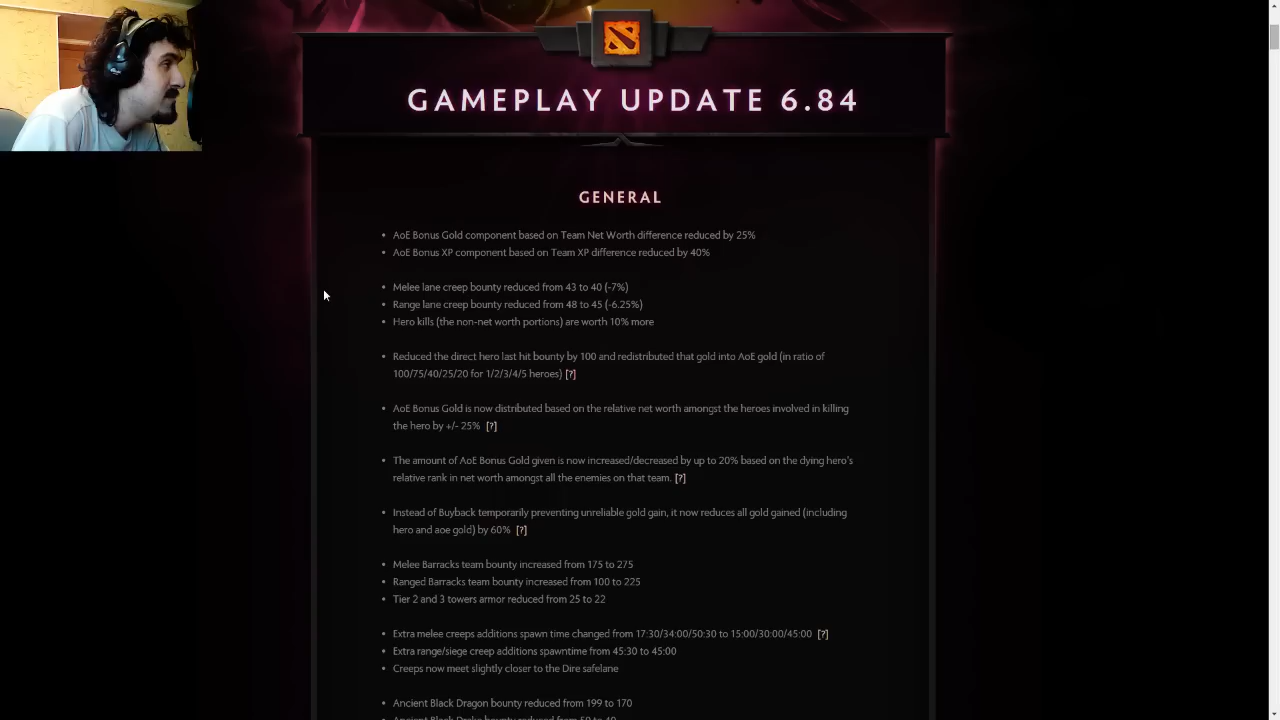 GAMEPLAY UPDATE 6.84
GENERAL
• AoE Bonus Gold component based on Team Net Worth difference reduced by 25%
• AoE Bonus XP component based on Team XP difference reduced by 40%
• Melee lane creep bounty reduced from 43 to 40 (-7%)
• Range lane creep bounty reduced from 48 to 45 (-6.25%)
• Hero kills (the non-net worth portions) are worth 10% more
• Reduced the direct hero last hit bounty by 100 and redistributed that gold into AoE gold (in ratio of
100/75/40/25/20 for 1/2/3/4/5 heroes) [?]
• AoE Bonus Gold is now distributed based on the relative net worth amongst the heroes involved in killing
the hero by +/- 25% [?]
• The amount of AoE Bonus Gold given is now increased/decreased by up to 20% based on the dying hero's
relative rank in net worth amongst all the enemies on that team. [?]
• Instead of Buyback temporarily preventing unreliable gold gain, it now reduces all gold gained (including
hero and aoe gold) by 60% [?]
• Melee Barracks team bounty increased from 175 to 275
• Ranged Barracks team bounty increased from 100 to 225
• Tier 2 and 3 towers armor reduced from 25 to 22
• Extra melee creeps additions spawn time changed from 17:30/34:00/50:30 to 15:00/30:00/45:00 [?]
• Extra range/siege creep additions spawntime from 45:30 to 45:00
• Creeps now meet slightly closer to the Dire safelane
• Ancient Black Dragon bounty reduced from 199 to 170
• Ancient Black Drake bounty reduced from 50 to 40